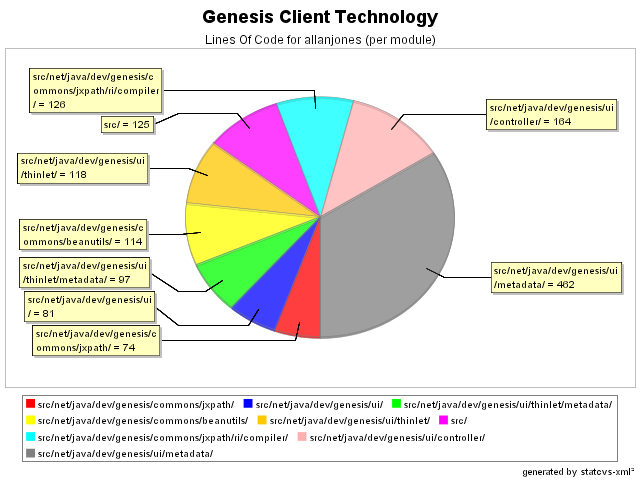 Genesis Client Technology
Lines Of Code for allanjones (per module)
src/net/java/dev/genesis/c
ommons/jxpath/ri/compiler
/ = 126
src/ = 125
src/net/java/dev/genesis/ui
/controller/ = 164
src/net/java/dev/genesis/ui
/thinlet/ = 118
src/net/java/dev/genesis/c
ommons/beanutils/ = 114
src/net/java/dev/genesis/ui
/thinlet/metadata/ = 97
src/net/java/dev/genesis/ui
/metadata/ = 462
src/net/java/dev/genesis/ui
/ = 81
src/net/java/dev/genesis/c
ommons/jxpath/ = 74
src/net/java/dev/genesis/commons/jxpath/ src/net/java/dev/genesis/ui/ src/net/java/dev/genesis/ui/thinlet/metadata/
src/net/java/dev/genesis/commons/beanutils/ src/net/java/dev/genesis/ui/thinlet/ src/
src/net/java/dev/genesis/commons/jxpath/ri/compiler/ src/net/java/dev/genesis/ui/controller/
src/net/java/dev/genesis/ui/metadata/
generated by statcvs-xml²